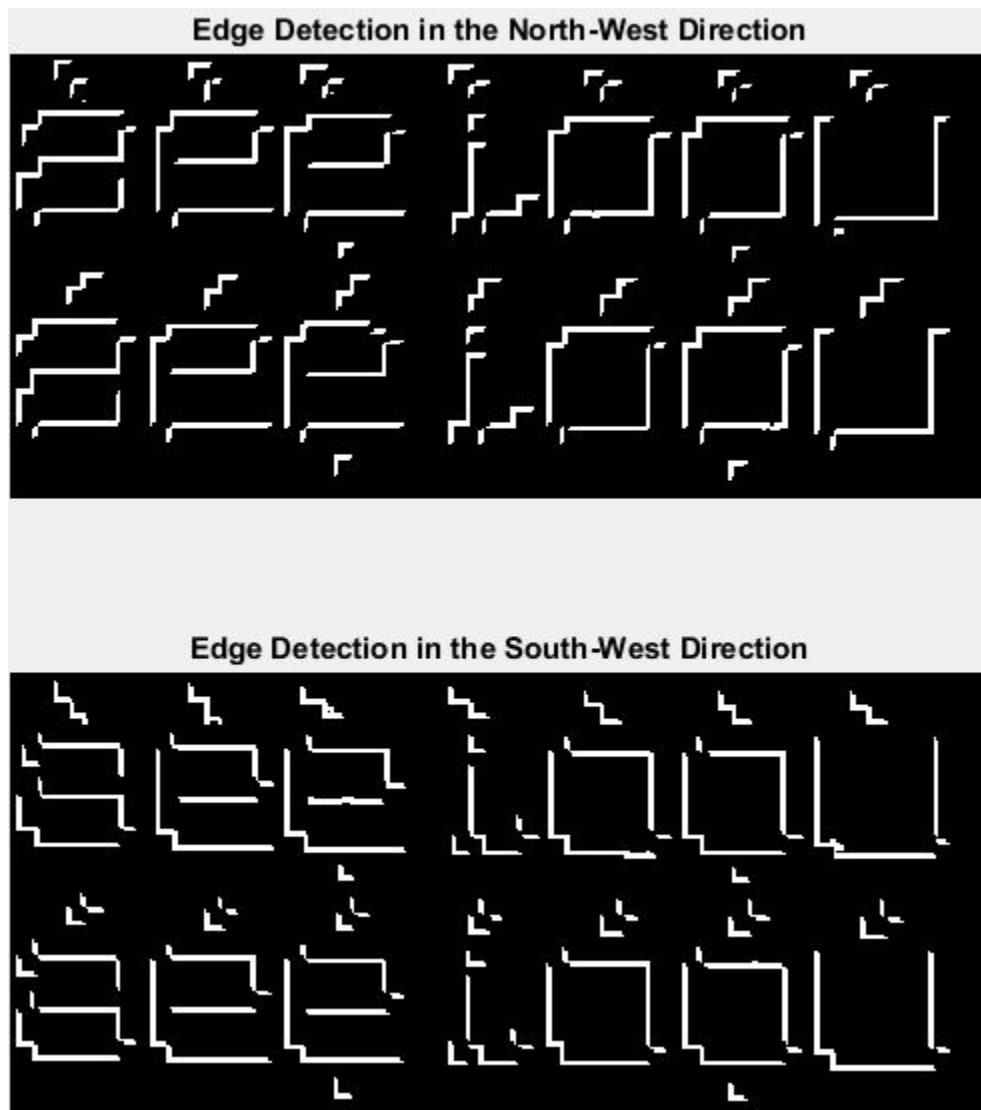 Edge Detection in the North-West Direction
à è ẹ̀ ì ò ọ̀ ù
á é ẹ́ í ó ọ́ ú
Edge Detection in the South-West Direction
à è ẹ̀ ì ò ọ̀ ù
á é ẹ́ í ó ọ́ ú